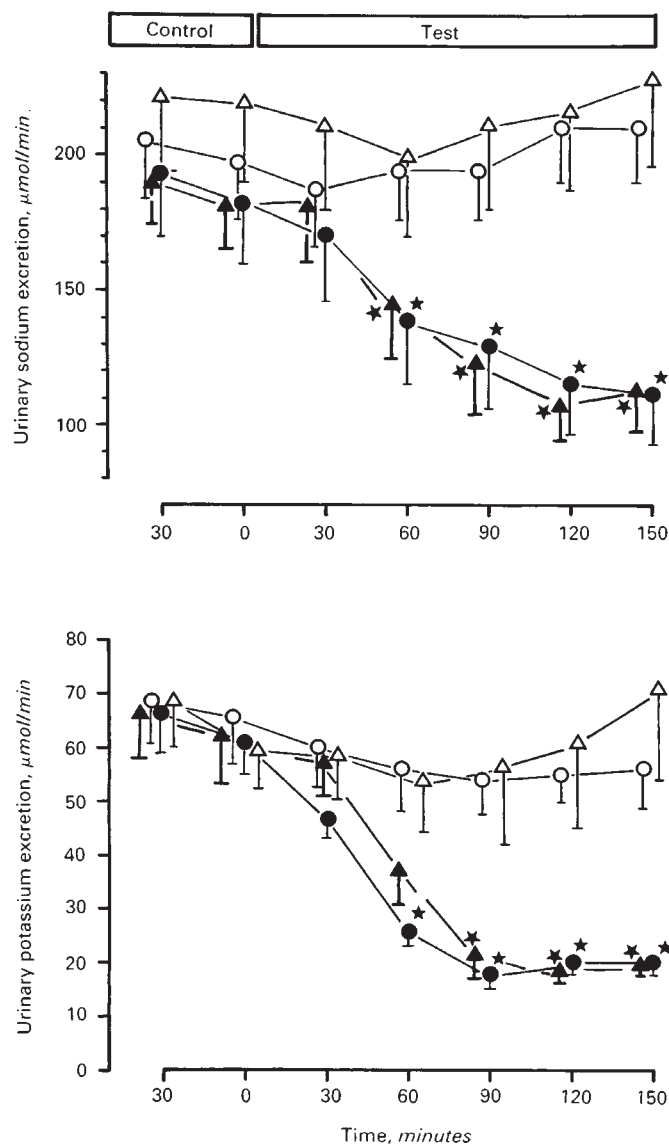 Control Test
Urinary sodium excretion, μmol/min.
200
150
100
30 0 30 60 90 120 150
Urinary potassium excretion, μmol/min
80
70
60
50
40
30
20
10
0
30 0 30 60 90 120 150
Time, minutes